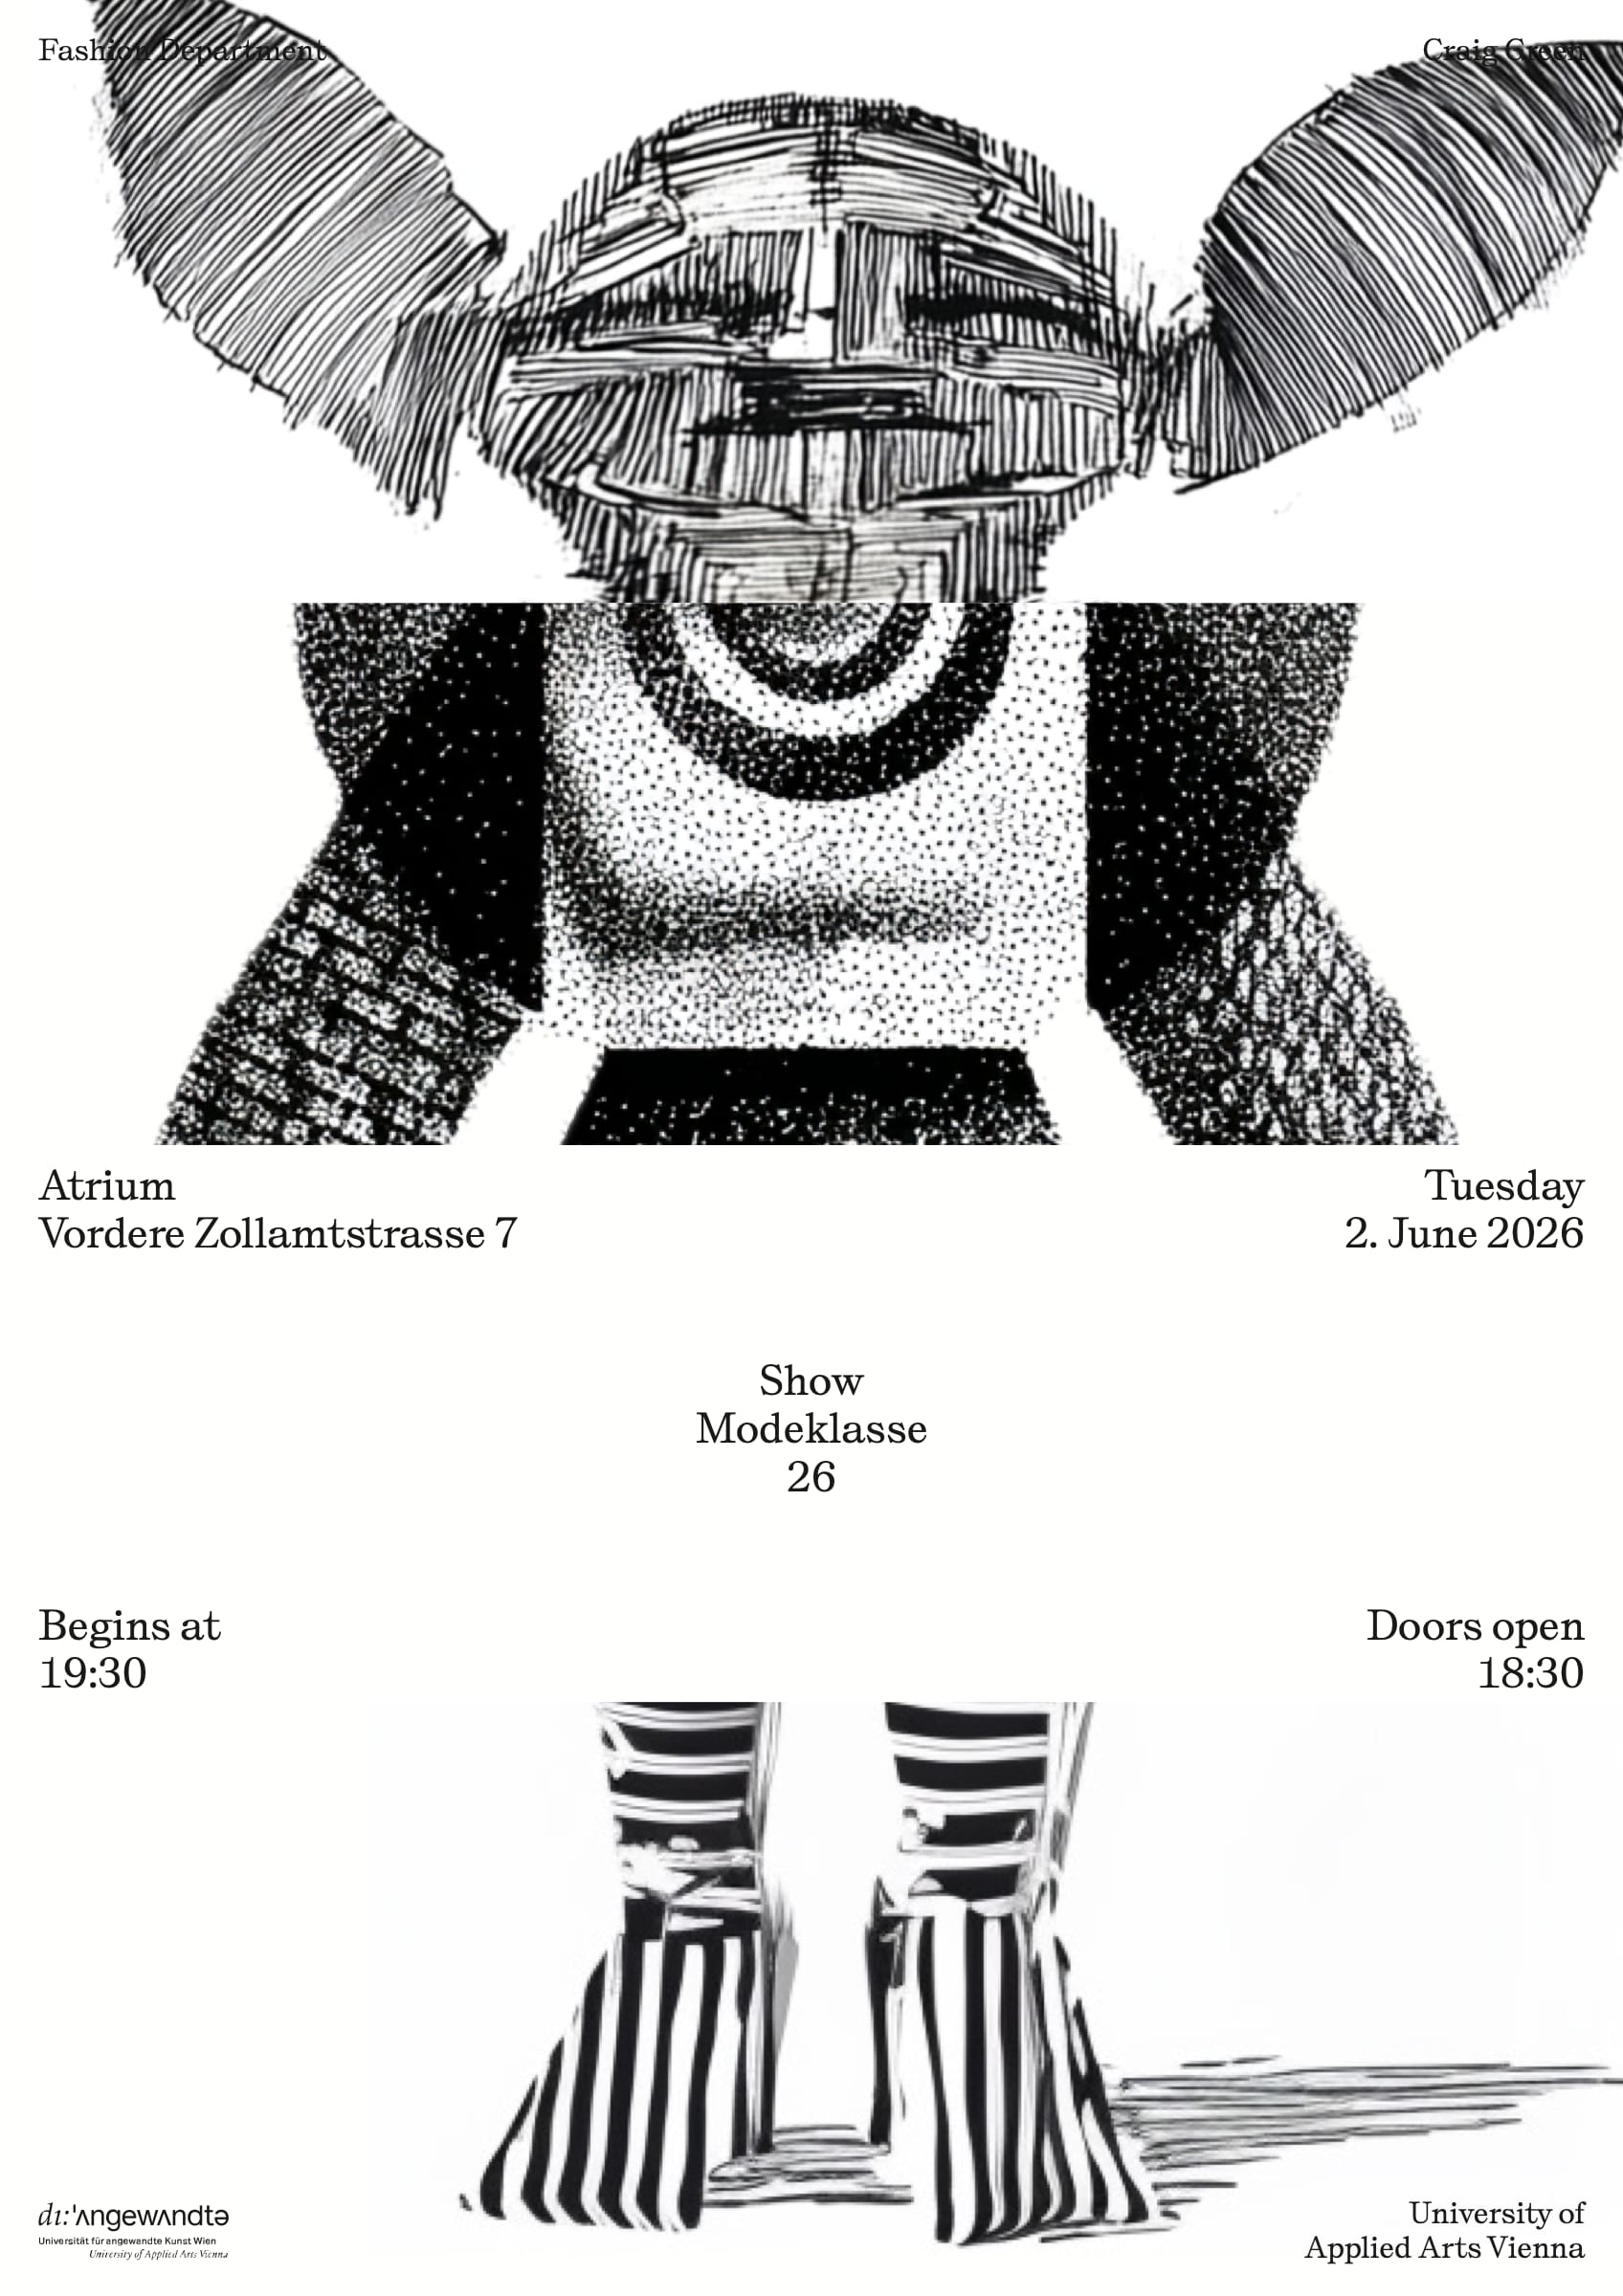 Fashion Department
Craig Green
Atrium
Vordere Zollamtstrasse 7
Tuesday
2. June 2026
Show
Modeklasse
26
Begins at
19:30
Doors open
18:30
dı:'ʌngewʌndtə
Universität für angewandte Kunst Wien
University of Applied Arts Vienna
University of
Applied Arts Vienna